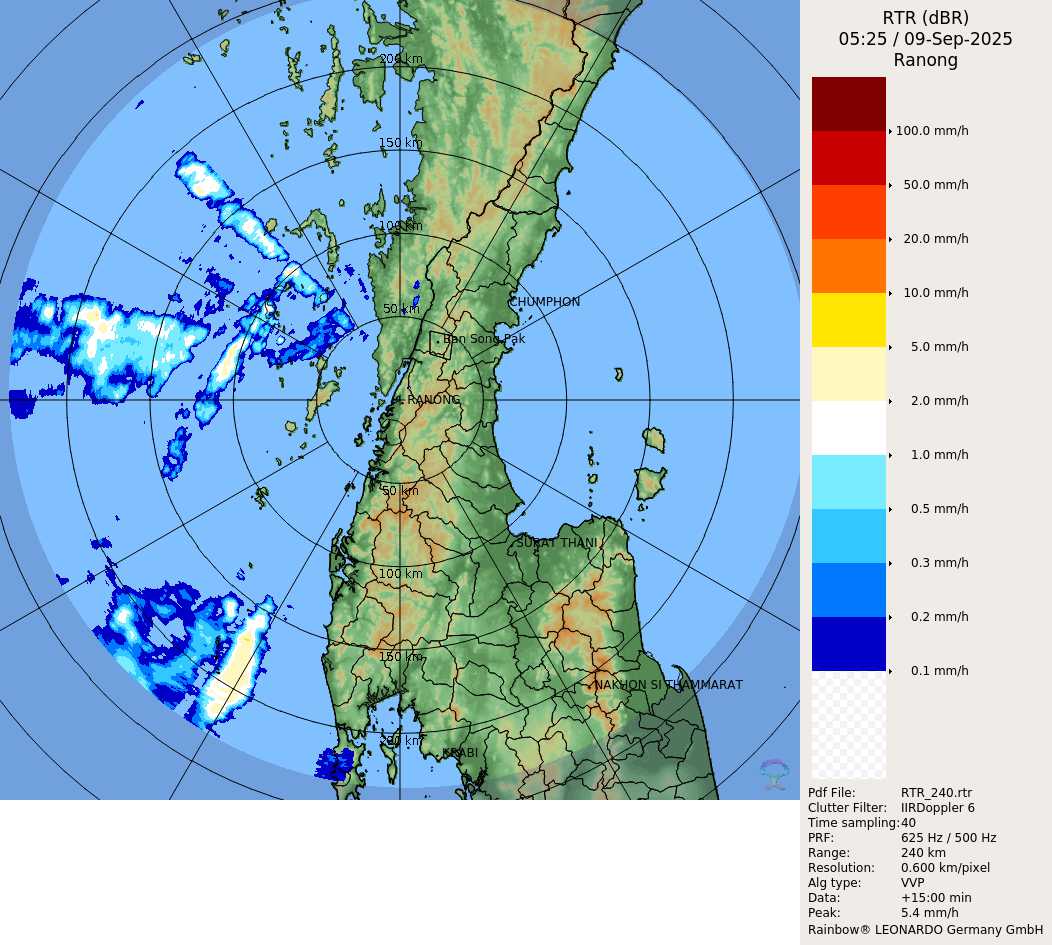 RTR (dBR)
05:25 / 09-Sep-2025
Ranong
200 km
150 km
100 km
50 km
CHUMPHON
Ban Song Pak
RANONG
50 km
SURAT THANI
100 km
150 km
NAKHON SI THAMMARAT
200 km
KRABI
100.0 mm/h
50.0 mm/h
20.0 mm/h
10.0 mm/h
5.0 mm/h
2.0 mm/h
1.0 mm/h
0.5 mm/h
0.3 mm/h
0.2 mm/h
0.1 mm/h
Pdf File: RTR_240.rtr
Clutter Filter: IIRDoppler 6
Time sampling: 40
PRF: 625 Hz / 500 Hz
Range: 240 km
Resolution: 0.600 km/pixel
Alg type: VVP
Data: +15:00 min
Peak: 5.4 mm/h
Rainbow® LEONARDO Germany GmbH